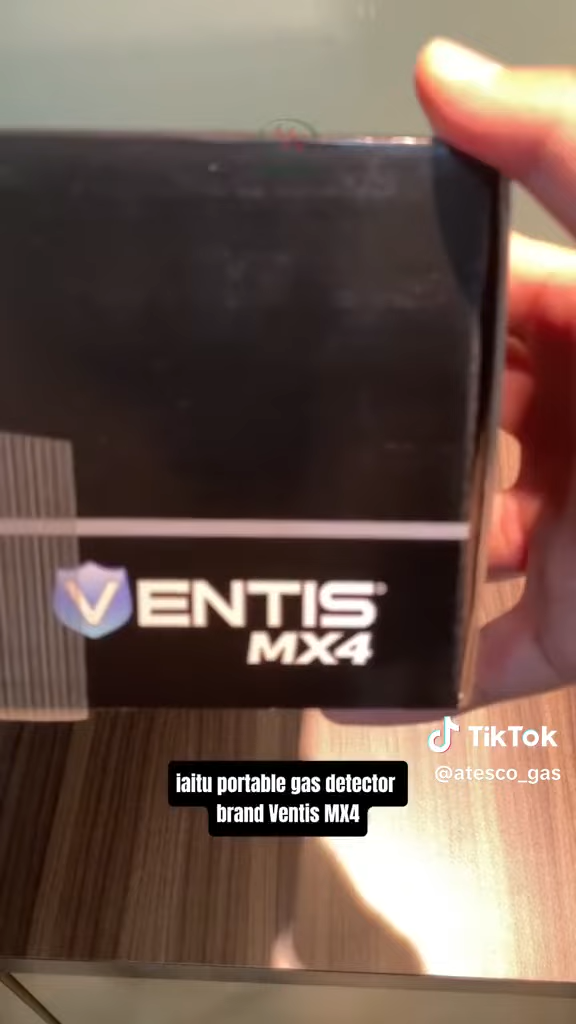 VENTIS®
MX4
TikTok
@atesco_gas
iaitu portable gas detector
brand Ventis MX4